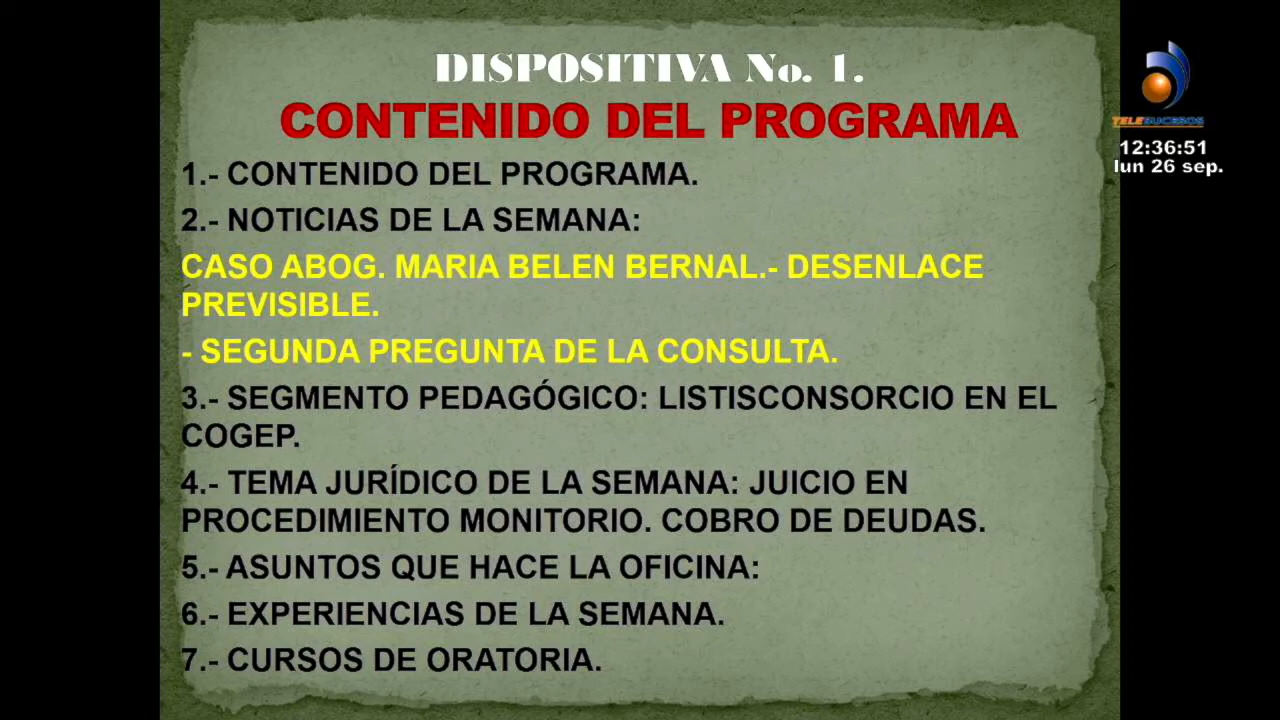 DISPOSITIVA No. 1.
CONTENIDO DEL PROGRAMA
1.- CONTENIDO DEL PROGRAMA.
2.- NOTICIAS DE LA SEMANA:
CASO ABOG. MARIA BELEN BERNAL.- DESENLACE
PREVISIBLE.
- SEGUNDA PREGUNTA DE LA CONSULTA.
3.- SEGMENTO PEDAGÓGICO: LISTISCONSORCIO EN EL
COGEP.
4.- TEMA JURÍDICO DE LA SEMANA: JUICIO EN
PROCEDIMIENTO MONITORIO. COBRO DE DEUDAS.
5.- ASUNTOS QUE HACE LA OFICINA:
6.- EXPERIENCIAS DE LA SEMANA.
7.- CURSOS DE ORATORIA.
TELESUCESOS
12:36:51
lun 26 sep.